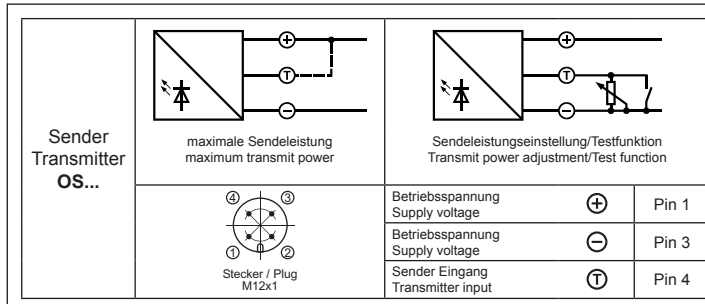 Sender
Transmitter
OS...
+
T
−
maximale Sendeleistung
maximum transmit power
+
T
−
Sendeleistungseinstellung/Testfunktion
Transmit power adjustment/Test function
4 3
1 2
Stecker / Plug
M12x1
Betriebsspannung
Supply voltage
+
Pin 1
Betriebsspannung
Supply voltage
−
Pin 3
Sender Eingang
Transmitter input
T
Pin 4